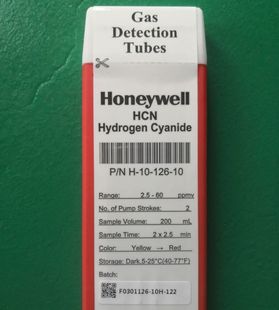 Gas
Detection
Tubes
Honeywell
HCN
Hydrogen Cyanide
P/N H-10-126-10
Range: 2.5 - 60 ppmv
No. of Pump Strokes: 2
Sample Volume: 200 mL
Sample Time: 2 x 2.5 min
Color: Yellow → Red
Storage: Dark.5-25°C(40-77°F)
Batch:
F0301126-10H-122